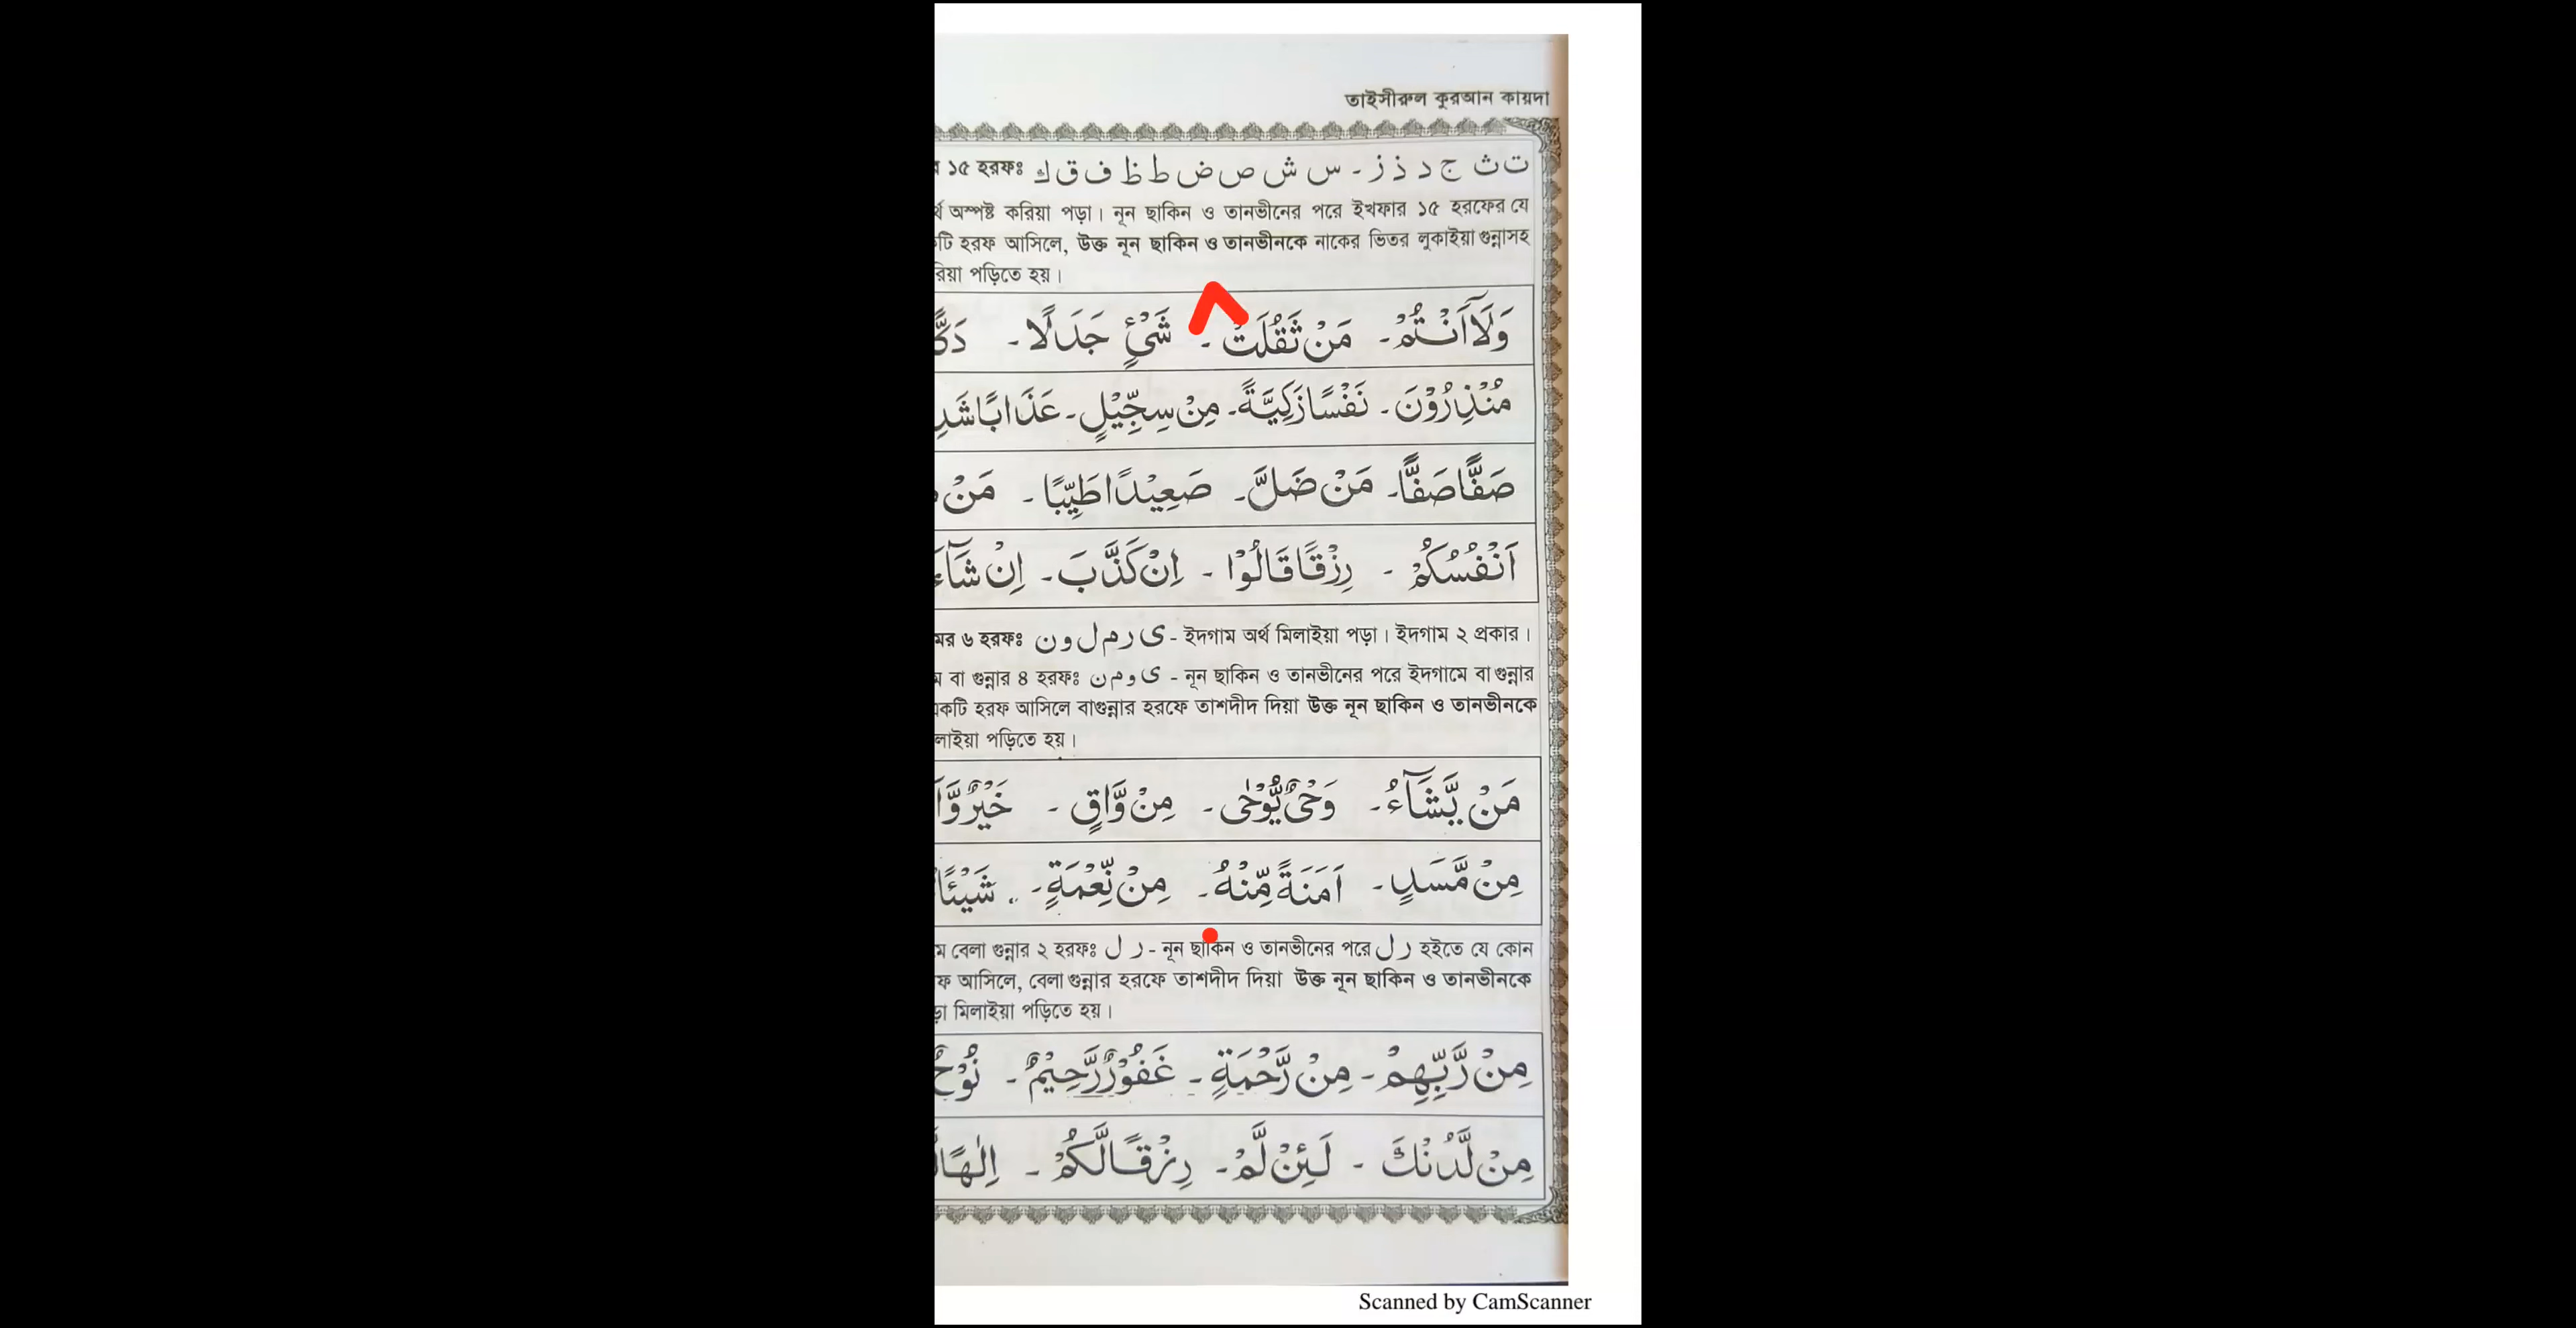 তাইসীরুল কুরআন কায়দা
১৫ হরফঃ ت ث ج د ذ ز - س ش ص ض ط ظ ف ق ك
অস্পষ্ট করিয়া পড়া। নূন ছাকিন ও তানভীনের পরে ইখফার ১৫ হরফের যে
হরফ আসিলে, উক্ত নূন ছাকিন ও তানভীনকে নাকের ভিতর লুকাইয়া গুন্নাসহ
পড়িতে হয়।
وَلَاۤ اَنْتُمْ - مَنْ ثَقُلَتْ - شَيْءٍ جَدَلًا -
مُنْذِرُوْنَ - نَفْسًا زَكِيَّةً - مِنْ سِجِّيْلٍ - عَذَابًا
صَفًّا صَفًّا - مَنْ ضَلَّ - صَعِيْدًا طَيِّبًا - مَنْ
اَنْفُسُكُمْ - رِزْقًا قَالُوْا - اِنْ كَذَّبَ - اِنْ شَآءَ
৬ হরফঃ ى ر م ل و ن - ইদগাম অর্থ মিলাইয়া পড়া। ইদগাম ২ প্রকার।
বা গুন্নার ৪ হরফঃ ى و م ن - নূন ছাকিন ও তানভীনের পরে ইদগামে বা গুন্নার
হরফ আসিলে বাগুন্নার হরফে তাশদীদ দিয়া উক্ত নূন ছাকিন ও তানভীনকে
পড়িতে হয়।
مَنْ يَّشَآءُ - وَحْىٌ يُّوْحٰى - مِنْ وَّاقٍ - خَيْرٌ
مِنْ مَّسَدٍ - اَمَنَةً مِّنْهُ - مِنْ نِّعْمَةٍ - شَيْئًا
বেলা গুন্নার ২ হরফঃ ر ل - নূন ছাকিন ও তানভীনের পরে ر ل হইতে যে কোন
আসিলে, বেলা গুন্নার হরফে তাশদীদ দিয়া উক্ত নূন ছাকিন ও তানভীনকে
মিলাইয়া পড়িতে হয়।
مِنْ رَّبِّهِمْ - مِنْ رَّحْمَةٍ - غَفُوْرٌ رَّحِيْمٌ -
مِنْ لَّدُنْكَ - لَئِنْ لَّمْ - رِزْقًا لَّكُمْ - اِلٰهًا
Scanned by CamScanner